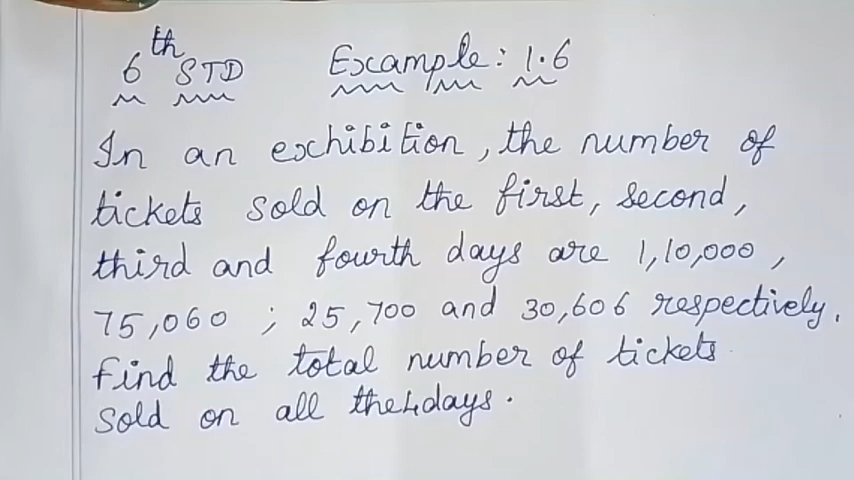 6th STD Example: 1.6
In an exhibition, the number of
tickets sold on the first, second,
third and fourth days are 1,10,000,
75,060; 25,700 and 30,606 respectively.
Find the total number of tickets
sold on all the 4 days.